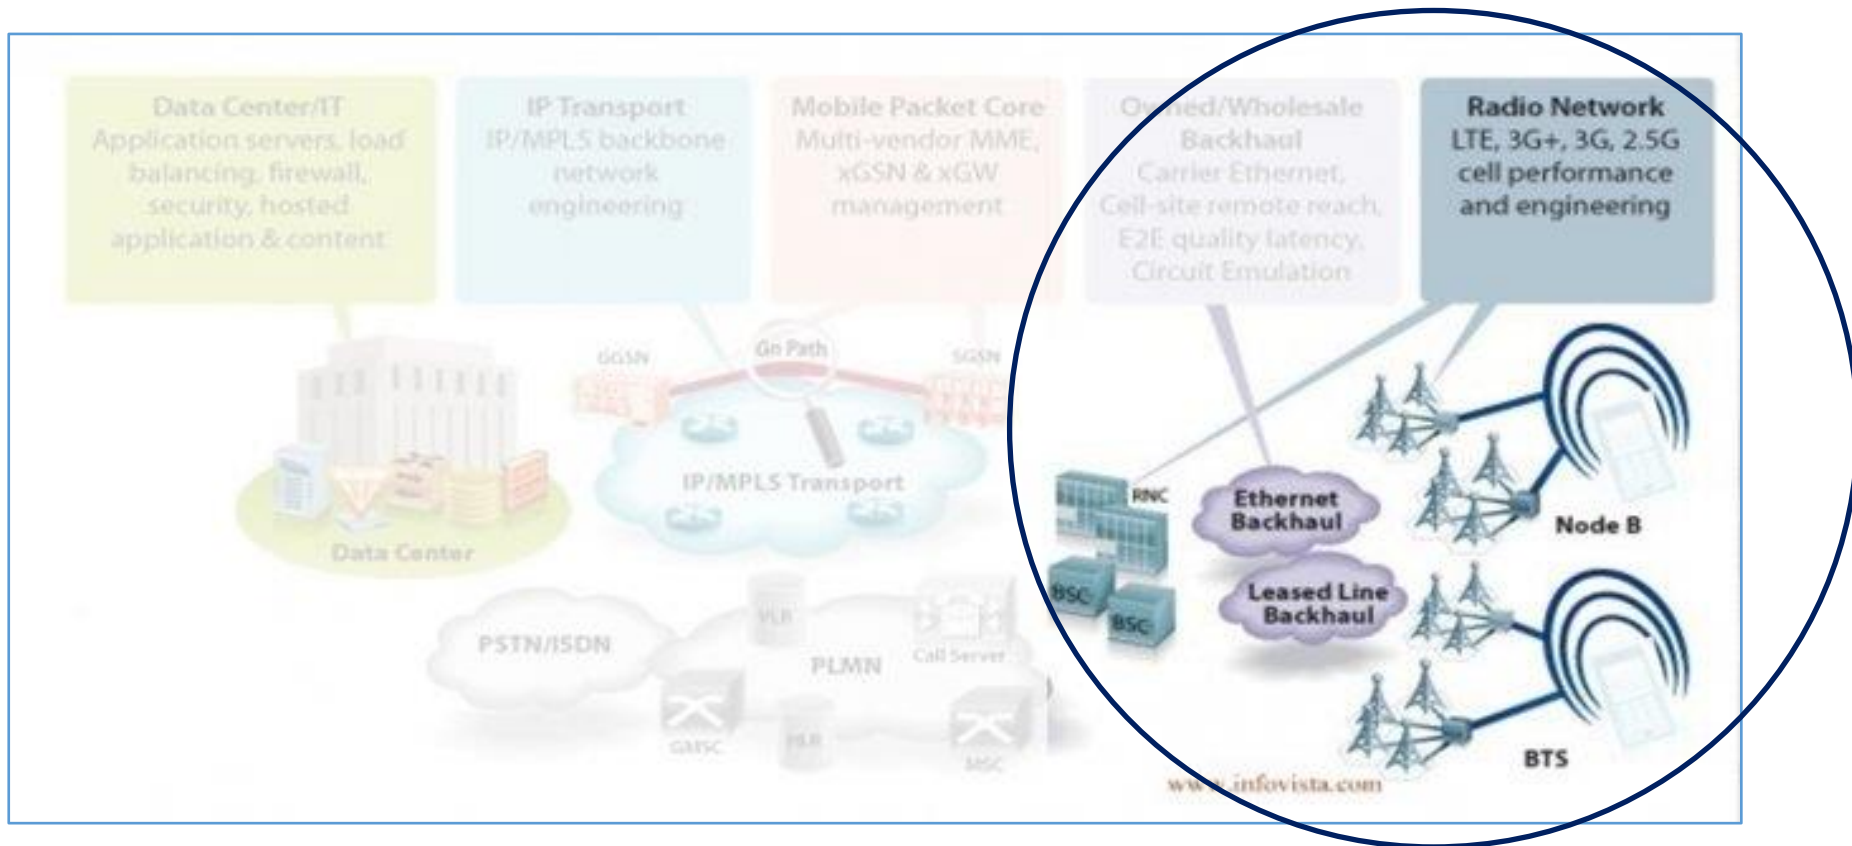 Data Center/IT
Application servers, load
balancing, firewall,
security, hosted
application & content
IP Transport
IP/MPLS backbone
network
engineering
Mobile Packet Core
Multi-vendor MME,
xGSN & xGW
management
Owned/Wholesale
Backhaul
Carrier Ethernet,
Cell-site remote reach,
E2E quality latency,
Circuit Emulation
Radio Network
LTE, 3G+, 3G, 2.5G
cell performance
and engineering
GGSN
Gn Path
SGSN
IP/MPLS Transport
Data Center
RNC
BSC
BSC
Ethernet
Backhaul
Leased Line
Backhaul
Node B
BTS
PSTN/ISDN
VLR
PLMN
Call Server
GMSC
HLR
MSC
www.infovista.com